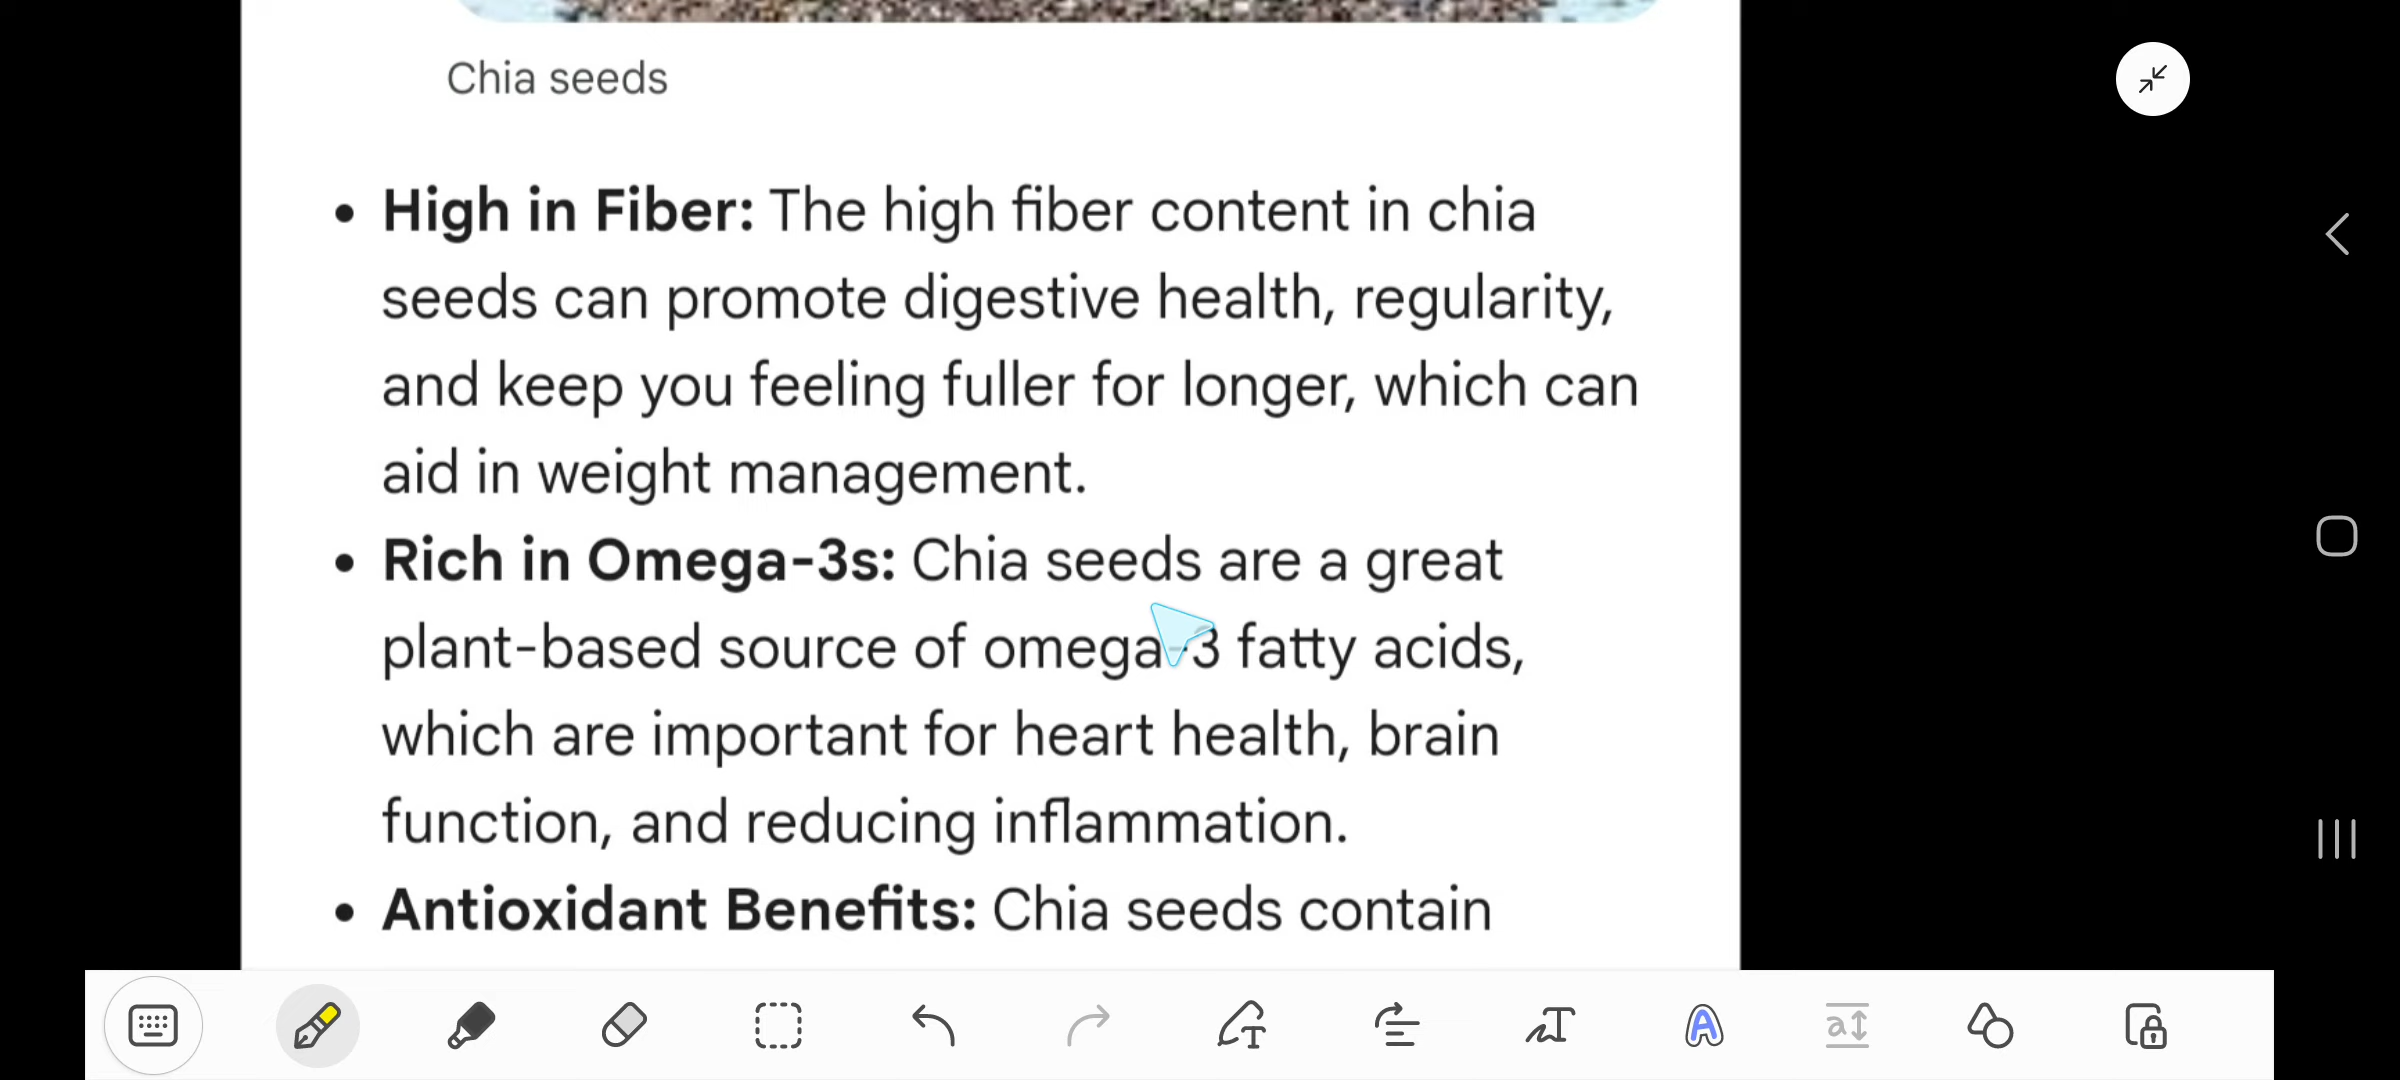 Chia seeds
• High in Fiber: The high fiber content in chia
seeds can promote digestive health, regularity,
and keep you feeling fuller for longer, which can
aid in weight management.
• Rich in Omega-3s: Chia seeds are a great
plant-based source of omega-3 fatty acids,
which are important for heart health, brain
function, and reducing inflammation.
• Antioxidant Benefits: Chia seeds contain